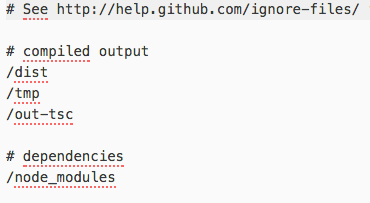 # See http://help.github.com/ignore-files/
# compiled output
/dist
/tmp
/out-tsc
# dependencies
/node_modules